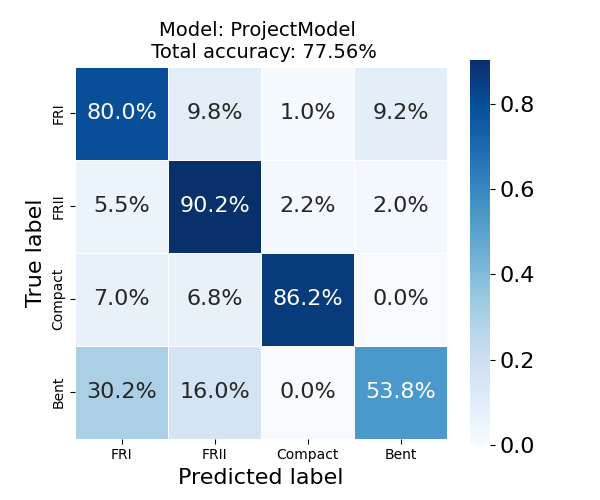 Model: ProjectModel
Total accuracy: 77.56%
FRI 80.0% 9.8% 1.0% 9.2%
FRII 5.5% 90.2% 2.2% 2.0%
Compact 7.0% 6.8% 86.2% 0.0%
Bent 30.2% 16.0% 0.0% 53.8%
FRI FRII Compact Bent
True label
Predicted label
0.8
0.6
0.4
0.2
0.0